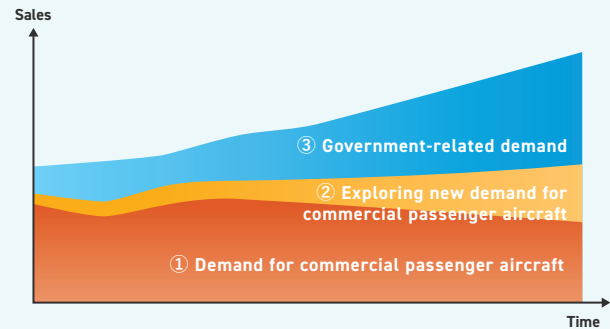 Sales
③ Government-related demand
② Exploring new demand for
commercial passenger aircraft
① Demand for commercial passenger aircraft
Time